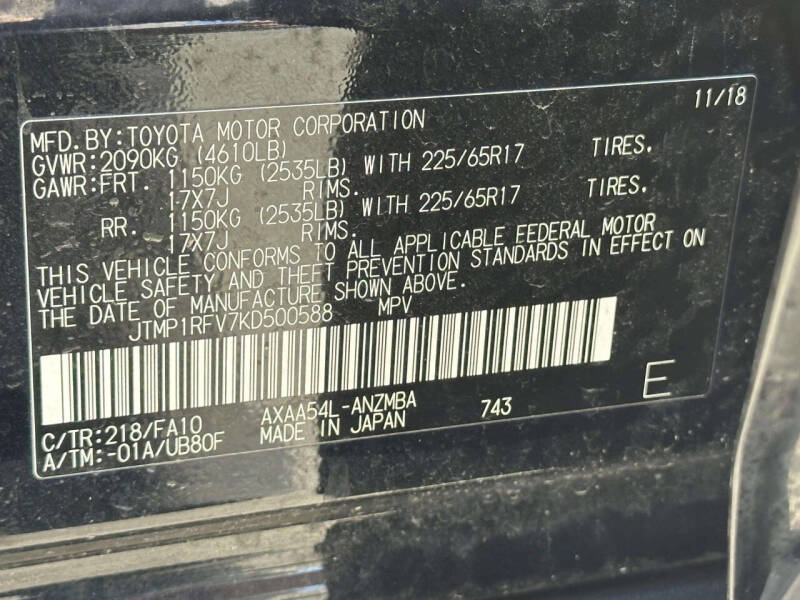 11/18
MFD.BY:TOYOTA MOTOR CORPORATION
GVWR:2090KG (4610LB)
GAWR:FRT. 1150KG (2535LB) WITH 225/65R17 TIRES.
17X7J RIMS.
RR. 1150KG (2535LB) WITH 225/65R17 TIRES.
17X7J RIMS.
THIS VEHICLE CONFORMS TO ALL APPLICABLE FEDERAL MOTOR
VEHICLE SAFETY AND THEFT PREVENTION STANDARDS IN EFFECT ON
THE DATE OF MANUFACTURE SHOWN ABOVE.
JTMP1RFV7KD500588 MPV
C/TR:218/FA10 AXAA54L-ANZMBA 743 E
A/TM:-01A/UB80F MADE IN JAPAN